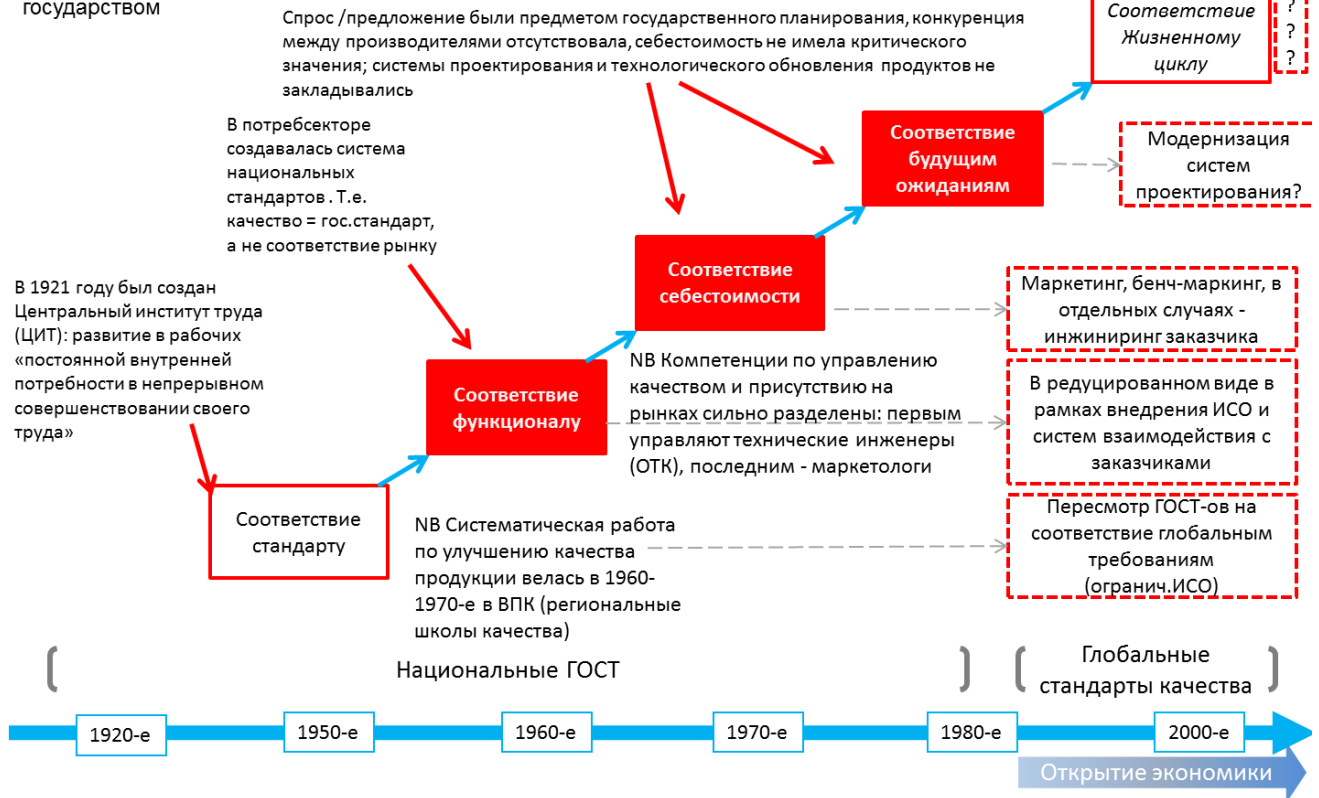 государством
Спрос /предложение были предметом государственного планирования, конкуренция
между производителями отсутствовала, себестоимость не имела критического
значения; системы проектирования и технологического обновления продуктов не
закладывались
Соответствие
Жизненному
циклу
?
?
?
В потребсекторе
создавалась система
национальных
стандартов . Т.е.
качество = гос.стандарт,
а не соответствие рынку
Соответствие
будущим
ожиданиям
Модернизация
систем
проектирования?
В 1921 году был создан
Центральный институт труда
(ЦИТ): развитие в рабочих
«постоянной внутренней
потребности в непрерывном
совершенствовании своего
труда»
Соответствие
себестоимости
Маркетинг, бенч-маркинг, в
отдельных случаях -
инжиниринг заказчика
Соответствие
функционалу
NB Компетенции по управлению
качеством и присутствию на
рынках сильно разделены: первым
управляют технические инженеры
(ОТК), последним - маркетологи
В редуцированном виде в
рамках внедрения ИСО и
систем взаимодействия с
заказчиками
Соответствие
стандарту
NB Систематическая работа
по улучшению качества
продукции велась в 1960-
1970-е в ВПК (региональные
школы качества)
Пересмотр ГОСТ-ов на
соответствие глобальным
требованиям
(огранич.ИСО)
Национальные ГОСТ
Глобальные
стандарты качества
1920-е
1950-е
1960-е
1970-е
1980-е
2000-е
Открытие экономики